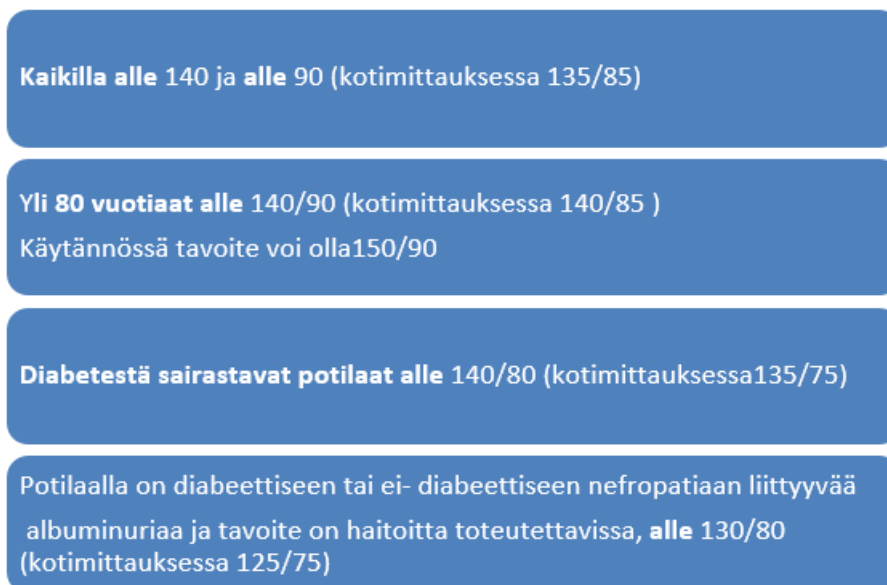 Kaikilla alle 140 ja alle 90 (kotimittauksessa 135/85)
Yli 80 vuotiaat alle 140/90 (kotimittauksessa 140/85 )
Käytännössä tavoite voi olla150/90
Diabetestä sairastavat potilaat alle 140/80 (kotimittauksessa135/75)
Potilaalla on diabeettiseen tai ei- diabeettiseen nefropatiaan liittyyvää
albuminuriaa ja tavoite on haitoitta toteutettavissa, alle 130/80
(kotimittauksessa 125/75)